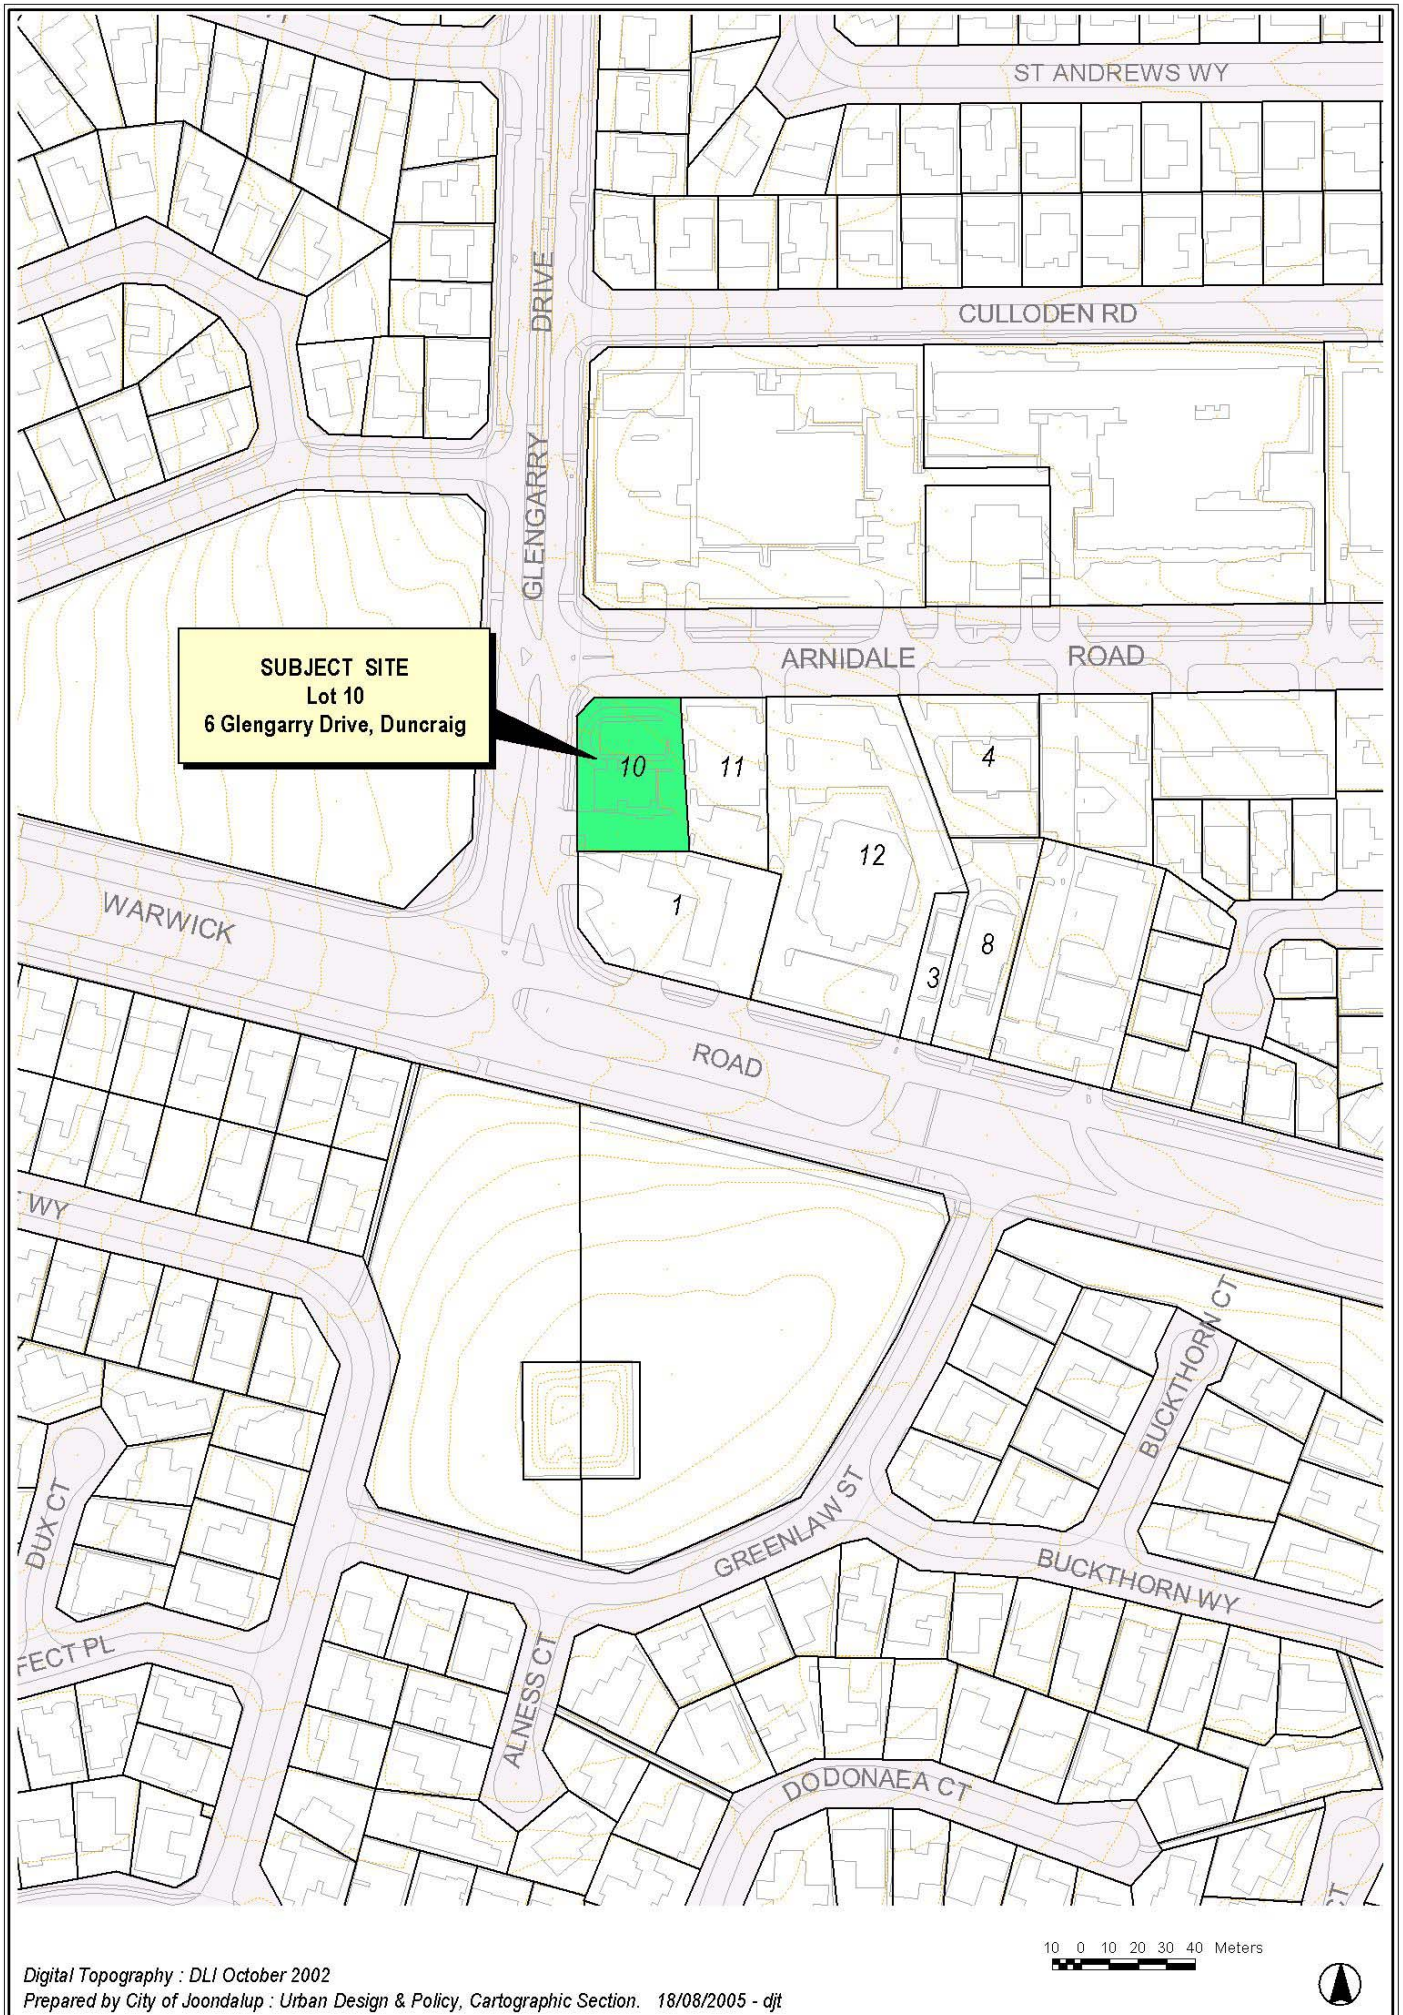 ST ANDREWS WY
CULLODEN RD
GLENGARRY DRIVE
SUBJECT SITE
Lot 10
6 Glengarry Drive, Duncraig
ARNIDALE ROAD
10
11
12
4
1
3
8
WARWICK ROAD
WY
BUCKTHORN CT
DUX CT
GREENLAW ST
BUCKTHORN WY
FECT PL
ALNESS CT
DODONAEA CT
CT
10 0 10 20 30 40 Meters
Digital Topography : DLI October 2002
Prepared by City of Joondalup : Urban Design & Policy, Cartographic Section. 18/08/2005 - djt